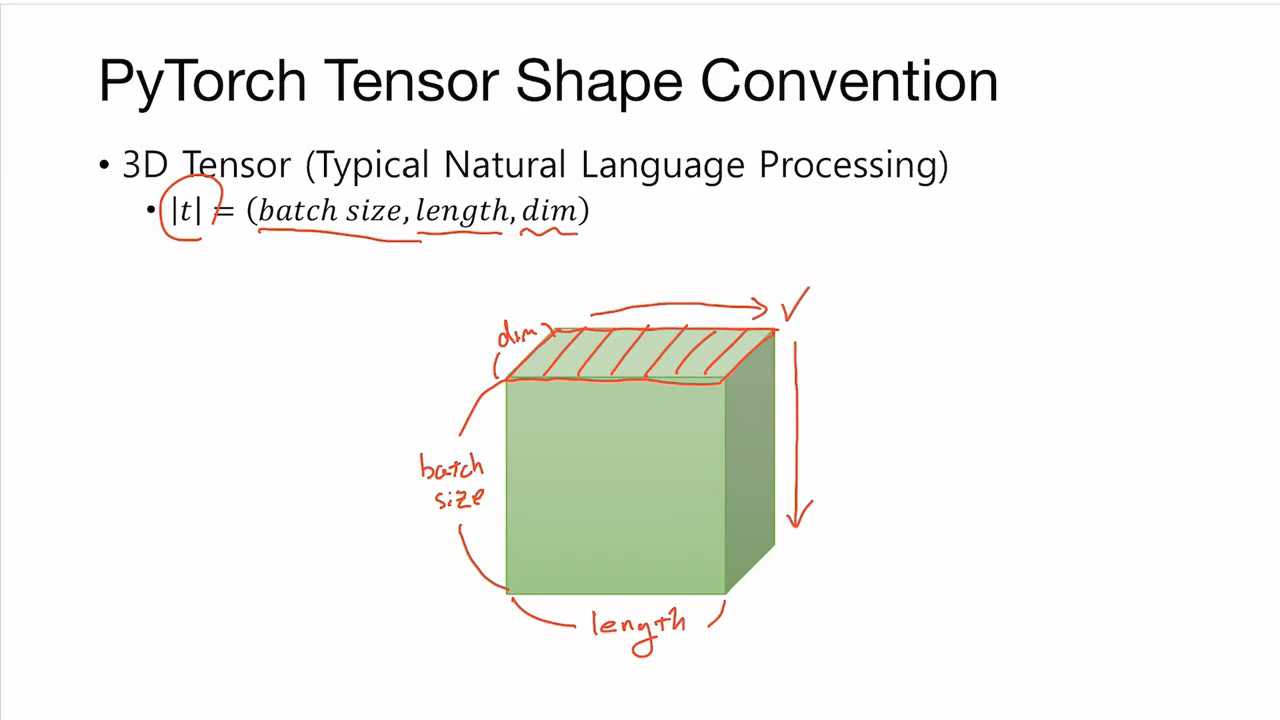 PyTorch Tensor Shape Convention
• 3D Tensor (Typical Natural Language Processing)
• |t| = (batch size, length, dim)
dim
batch
size
length